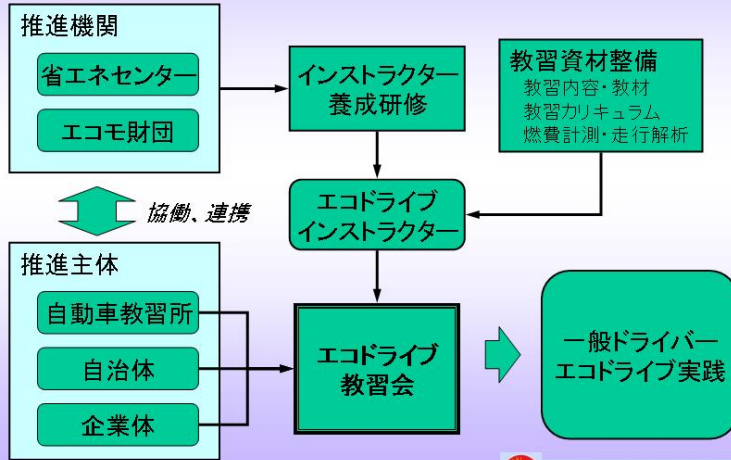 推進機関
省エネセンター
エコモ財団
インストラクター
養成研修
教習資材整備
教習内容・教材
教習カリキュラム
燃費計測・走行解析
協働、連携
エコドライブ
インストラクター
推進主体
自動車教習所
自治体
企業体
エコドライブ
教習会
一般ドライバー
エコドライブ実践